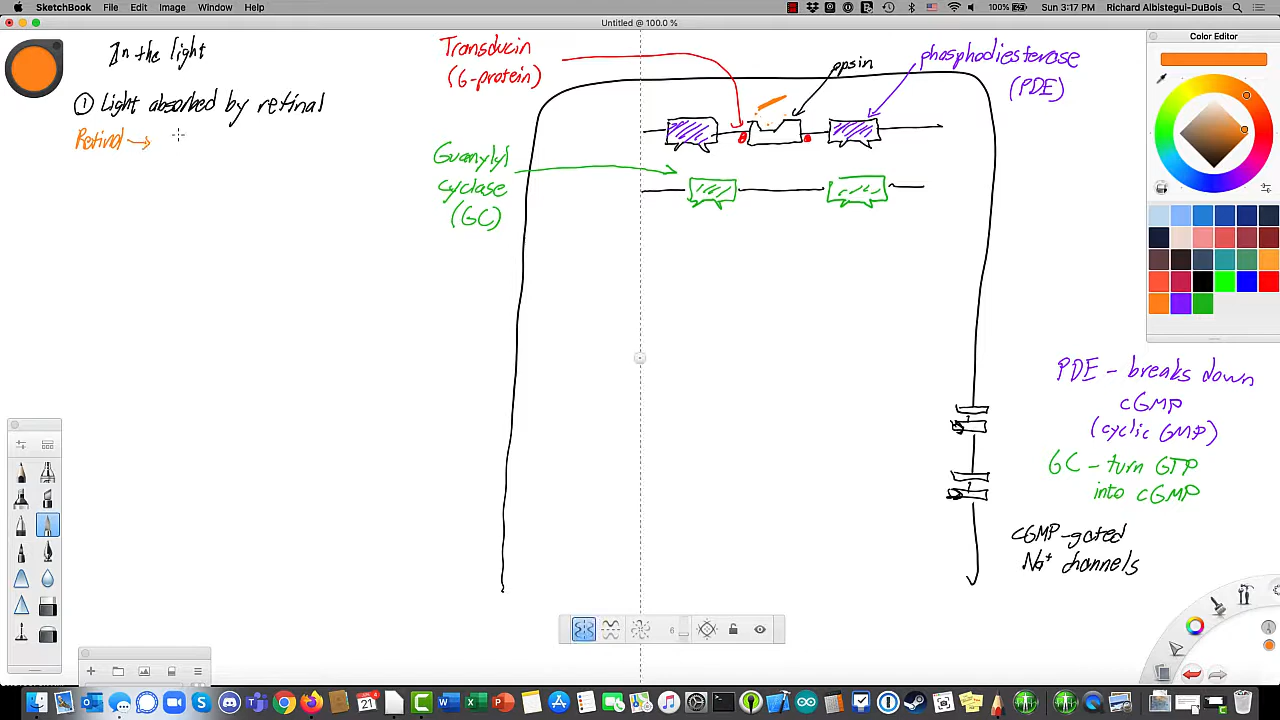 SketchBook File Edit Image Window Help
100% Sun 3:17 PM Richard Albistegui-DuBois
Untitled @ 100.0 %
In the light
① Light absorbed by retinal
Retinal →
Transducin
(G-protein)
opsin
phosphodiesterase
(PDE)
Guanylyl
cyclase
(GC)
PDE - breaks down
cGMP
(cyclic GMP)
GC - turn GTP
into cGMP
cGMP-gated
Na+ channels
Color Editor
6